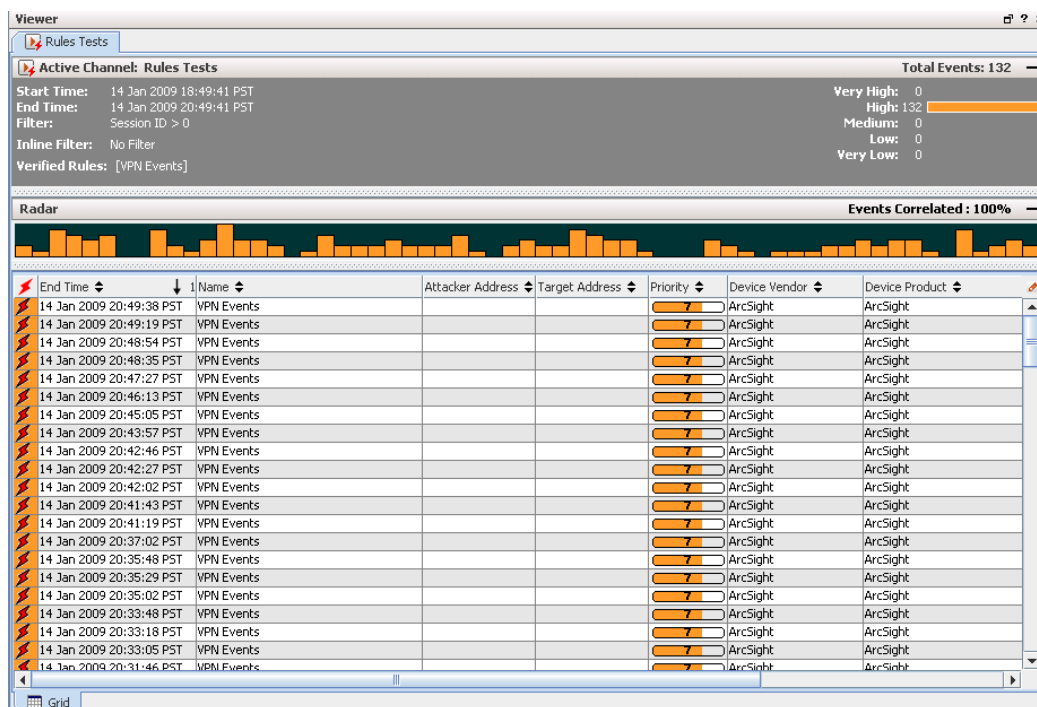 Viewer ?
Rules Tests
Active Channel: Rules Tests Total Events: 132
Start Time: 14 Jan 2009 18:49:41 PST Very High: 0
End Time: 14 Jan 2009 20:49:41 PST High: 132
Filter: Session ID > 0 Medium: 0
Inline Filter: No Filter Low: 0
Verified Rules: [VPN Events] Very Low: 0
Radar Events Correlated : 100%
End Time 1 Name Attacker Address Target Address Priority Device Vendor Device Product
14 Jan 2009 20:49:38 PST VPN Events 7 ArcSight ArcSight
14 Jan 2009 20:49:19 PST VPN Events 7 ArcSight ArcSight
14 Jan 2009 20:48:54 PST VPN Events 7 ArcSight ArcSight
14 Jan 2009 20:48:35 PST VPN Events 7 ArcSight ArcSight
14 Jan 2009 20:47:27 PST VPN Events 7 ArcSight ArcSight
14 Jan 2009 20:46:13 PST VPN Events 7 ArcSight ArcSight
14 Jan 2009 20:45:05 PST VPN Events 7 ArcSight ArcSight
14 Jan 2009 20:43:57 PST VPN Events 7 ArcSight ArcSight
14 Jan 2009 20:42:46 PST VPN Events 7 ArcSight ArcSight
14 Jan 2009 20:42:27 PST VPN Events 7 ArcSight ArcSight
14 Jan 2009 20:42:02 PST VPN Events 7 ArcSight ArcSight
14 Jan 2009 20:41:43 PST VPN Events 7 ArcSight ArcSight
14 Jan 2009 20:41:19 PST VPN Events 7 ArcSight ArcSight
14 Jan 2009 20:37:02 PST VPN Events 7 ArcSight ArcSight
14 Jan 2009 20:35:48 PST VPN Events 7 ArcSight ArcSight
14 Jan 2009 20:35:29 PST VPN Events 7 ArcSight ArcSight
14 Jan 2009 20:35:02 PST VPN Events 7 ArcSight ArcSight
14 Jan 2009 20:33:48 PST VPN Events 7 ArcSight ArcSight
14 Jan 2009 20:33:18 PST VPN Events 7 ArcSight ArcSight
14 Jan 2009 20:33:05 PST VPN Events 7 ArcSight ArcSight
14 Jan 2009 20:31:46 PST VPN Events 7 ArcSight ArcSight
Grid